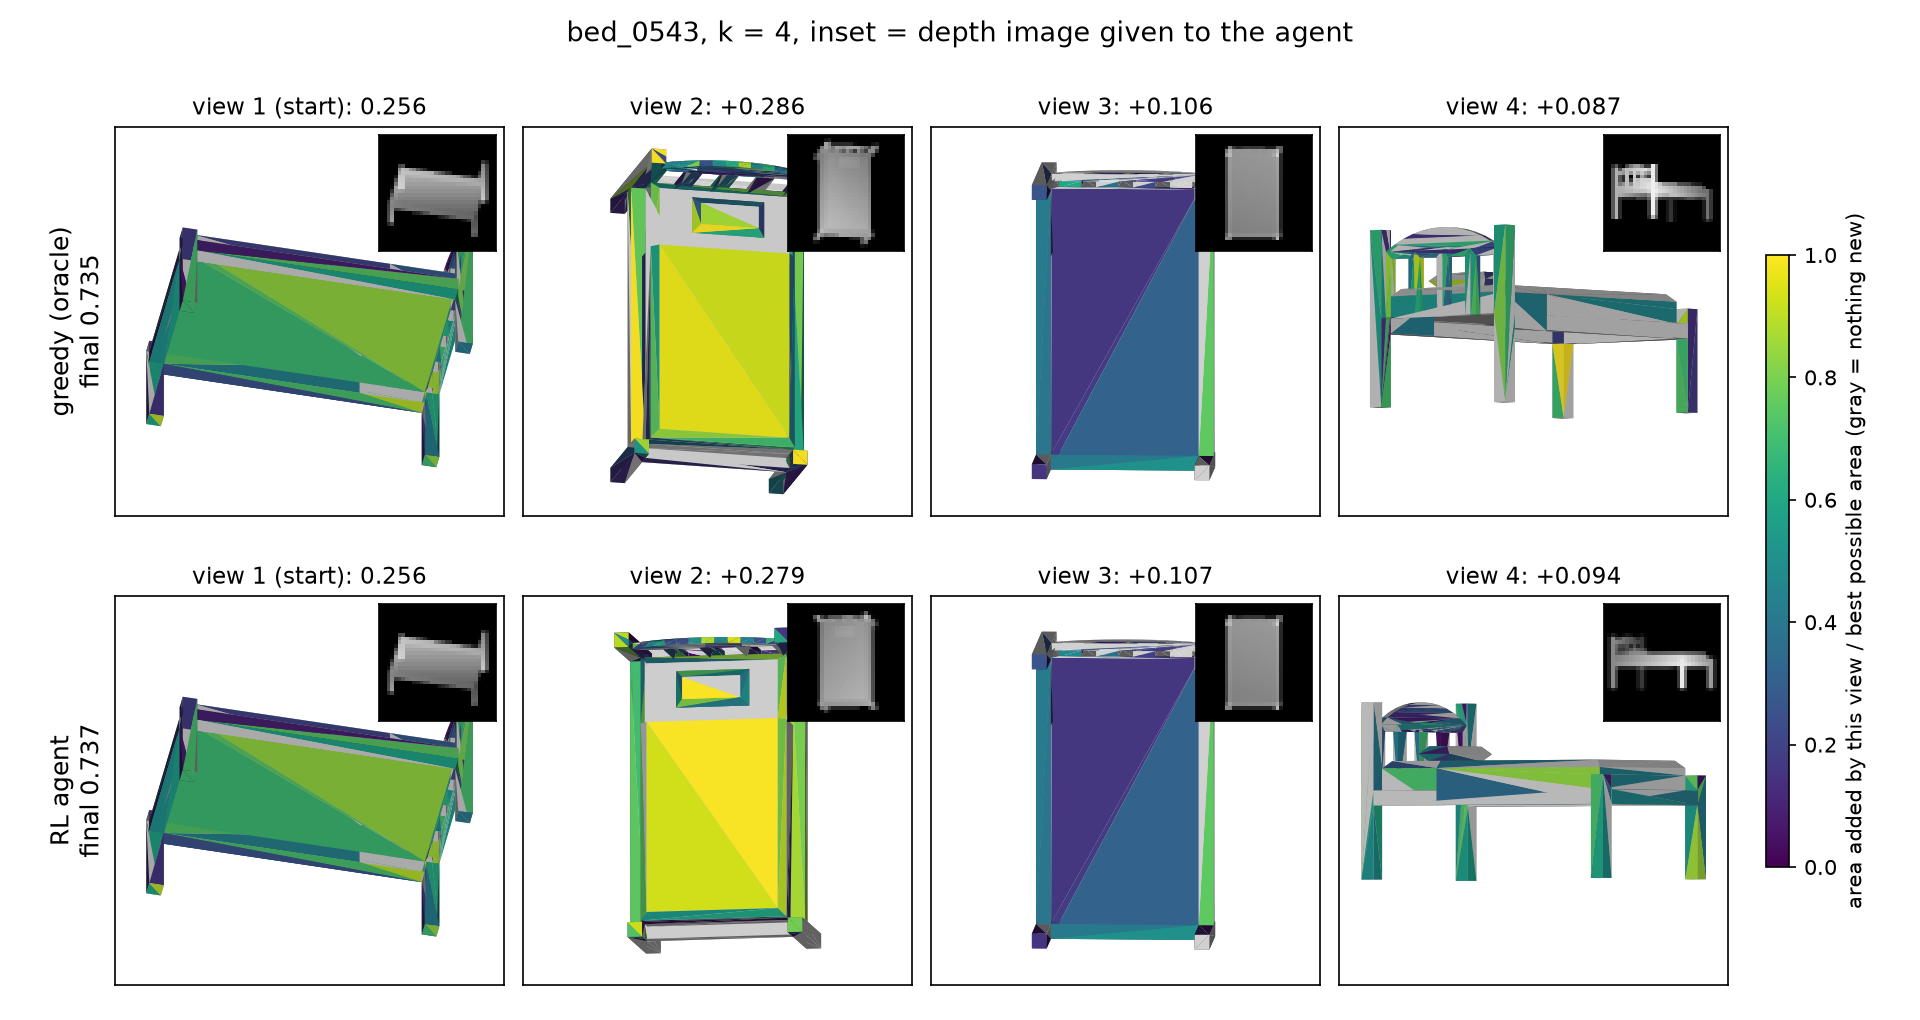 bed_0543, k = 4, inset = depth image given to the agent
greedy (oracle)
final 0.735
view 1 (start): 0.256
view 2: +0.286
view 3: +0.106
view 4: +0.087
RL agent
final 0.737
view 1 (start): 0.256
view 2: +0.279
view 3: +0.107
view 4: +0.094
1.0
0.8
0.6
0.4
0.2
0.0
area added by this view / best possible area (gray = nothing new)